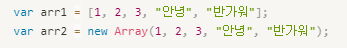 var arr1 = [1, 2, 3, "안녕", "반가워"];
var arr2 = new Array(1, 2, 3, "안녕", "반가워");